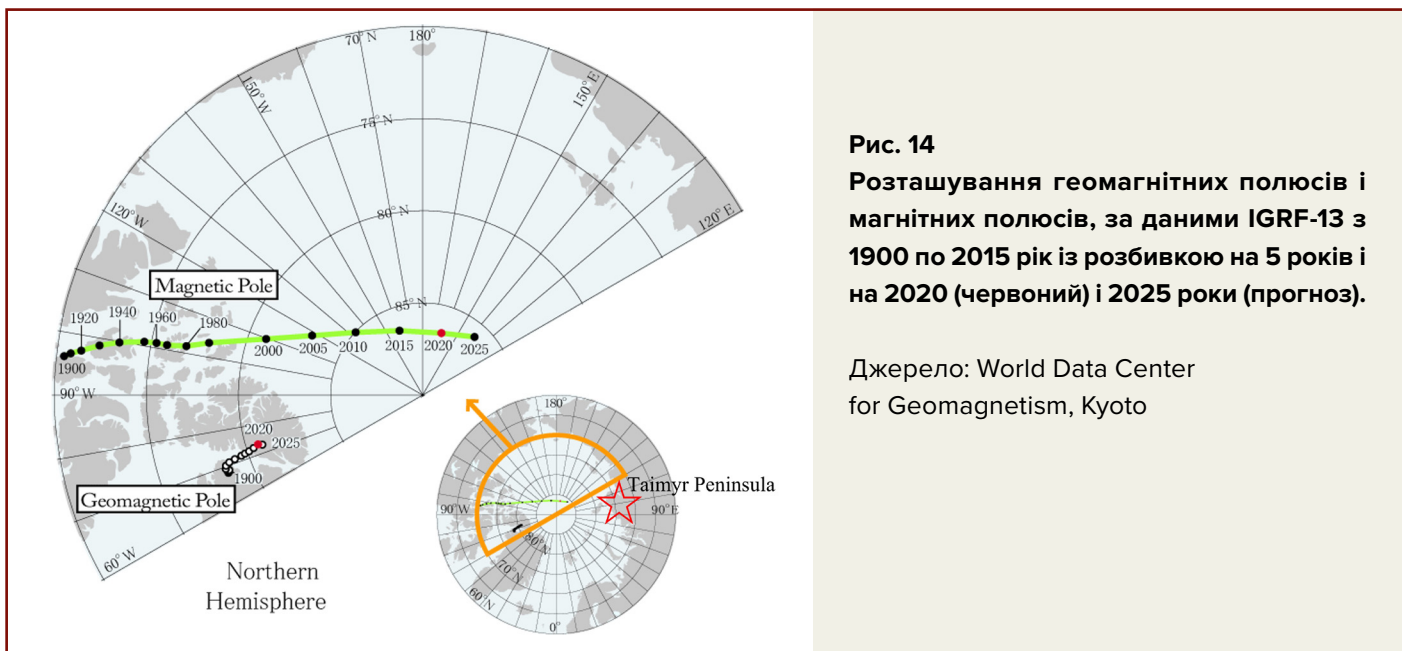 70°N
180°
150°W
150°E
75°N
120°W
80°N
120°E
Magnetic Pole
85°N
1920
1940
1960
1980
1900
2000
2005
2010
2015
2020
2025
90°W
2020
2025
1900
Geomagnetic Pole
60°W
Northern
Hemisphere
180°
Taimyr Peninsula
90°W
90°E
80°N
70°N
60°N
0°
Рис. 14
Розташування геомагнітних полюсів і
магнітних полюсів, за даними IGRF-13 з
1900 по 2015 рік із розбивкою на 5 років і
на 2020 (червоний) і 2025 роки (прогноз).
Джерело: World Data Center
for Geomagnetism, Kyoto